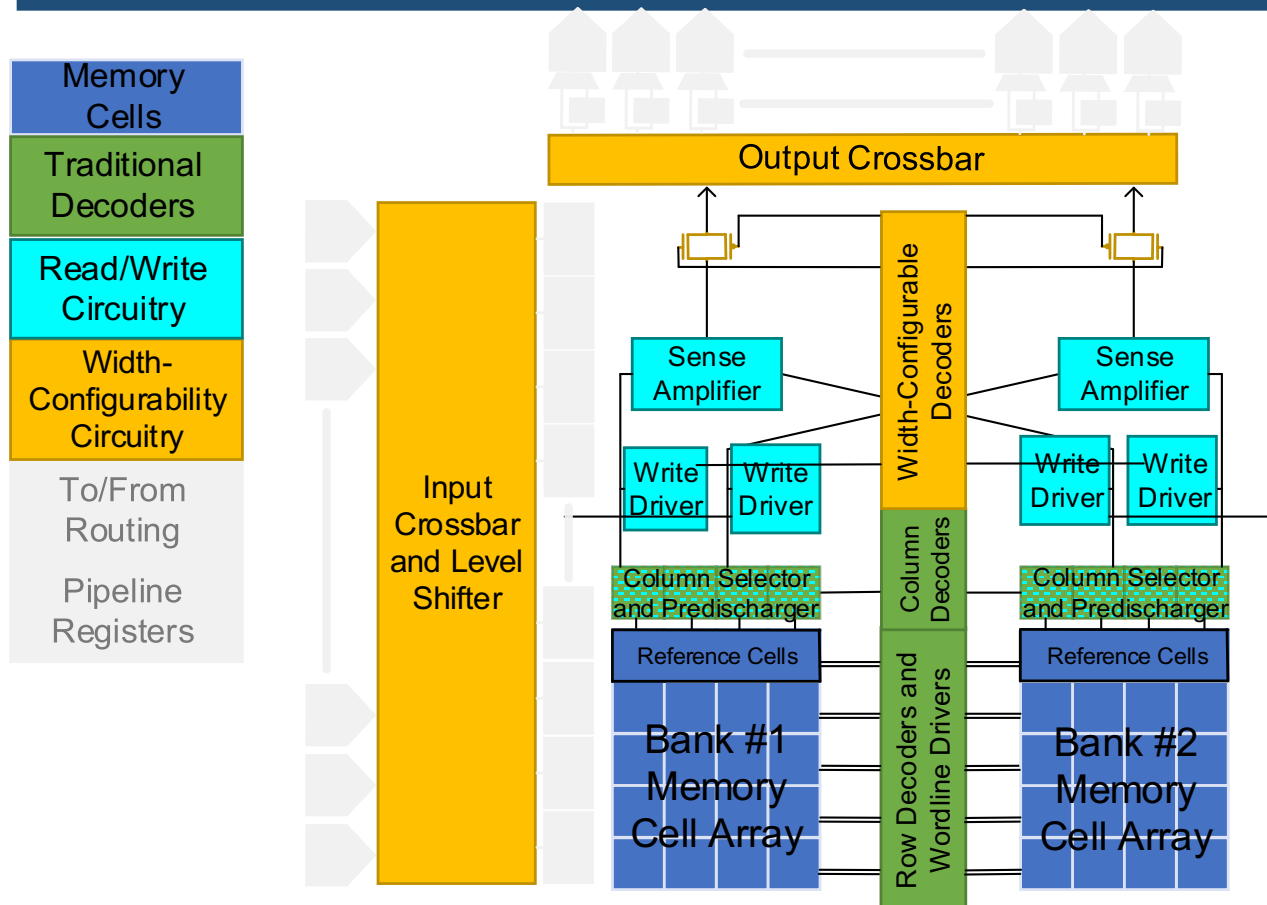 Memory
Cells
Traditional
Decoders
Read/Write
Circuitry
Width-
Configurability
Circuitry
To/From
Routing
Pipeline
Registers
Output Crossbar
Input
Crossbar
and Level
Shifter
Width-Configurable
Decoders
Sense
Amplifier
Sense
Amplifier
Write
Driver
Write
Driver
Write
Driver
Write
Driver
Column
Decoders
Column Selector
and Predischarger
Column Selector
and Predischarger
Reference Cells
Reference Cells
Row Decoders and
Wordline Drivers
Bank #1
Memory
Cell Array
Bank #2
Memory
Cell Array